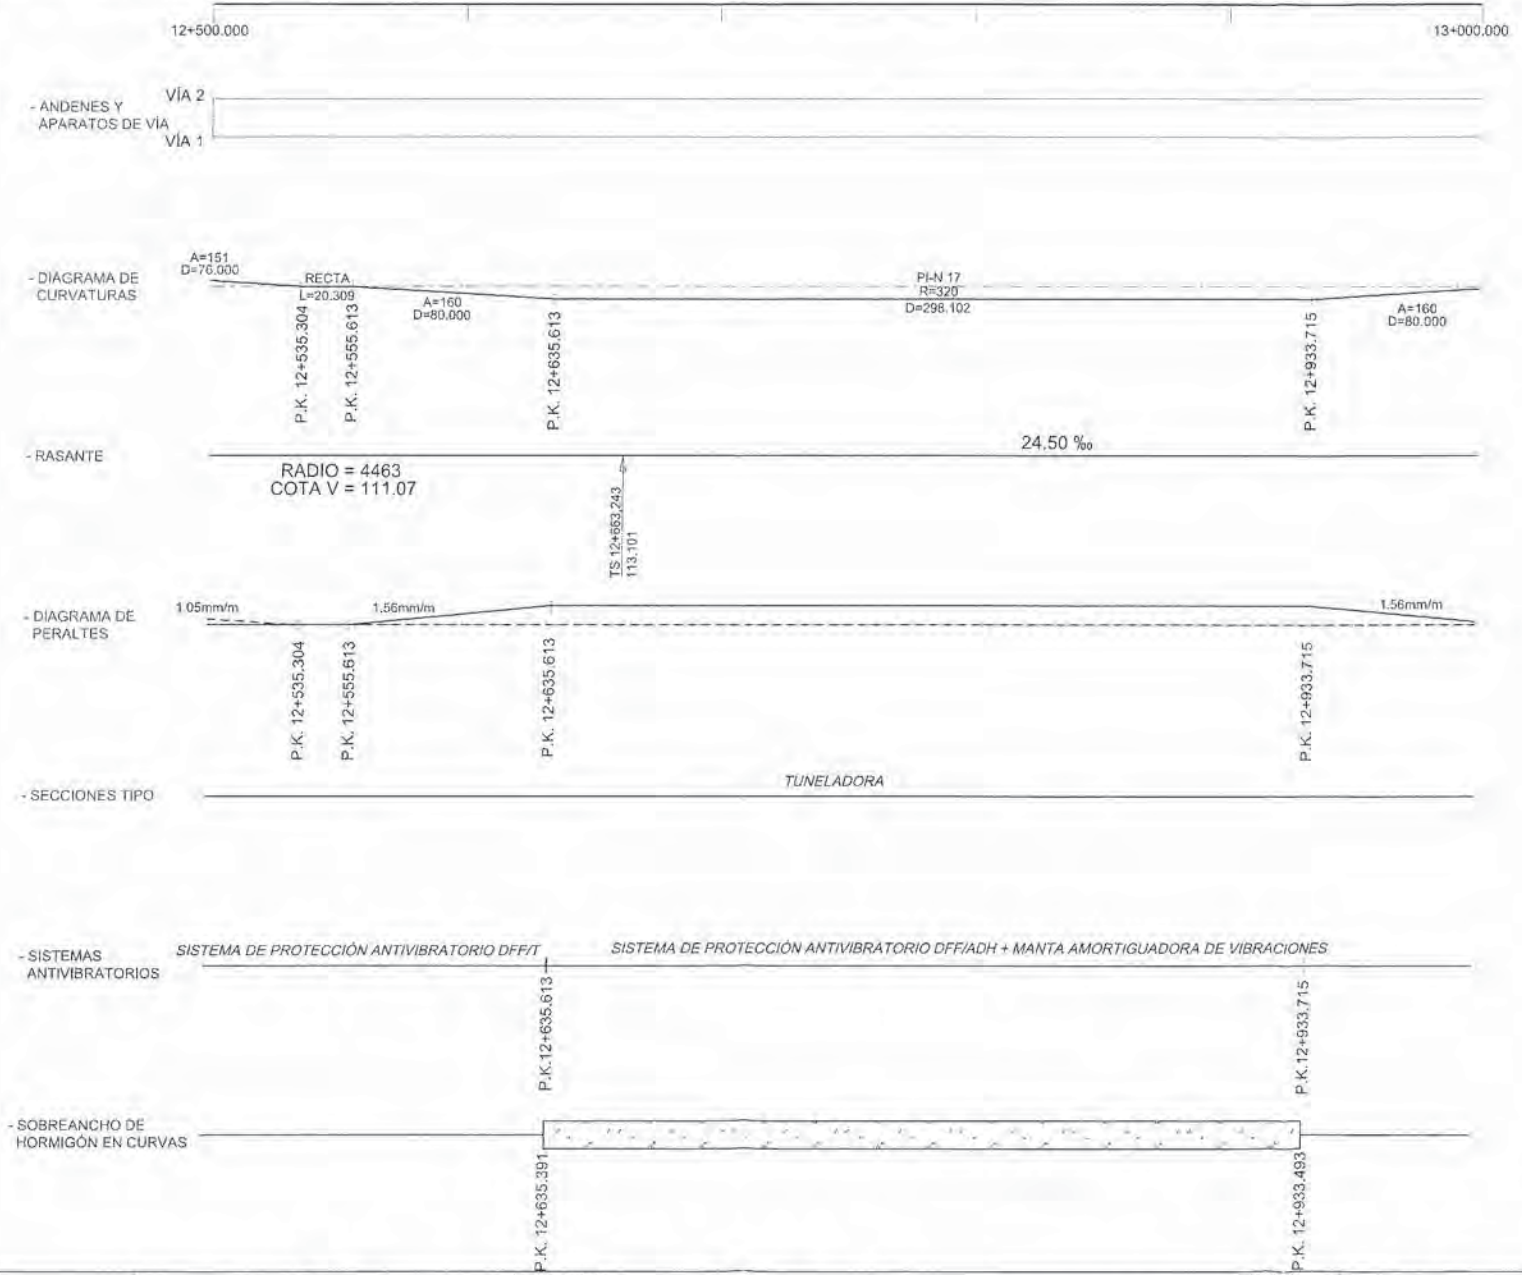 12+500.000
13+000.000
- ANDENES Y
APARATOS DE VÍA
VÍA 2
VÍA 1
- DIAGRAMA DE
CURVATURAS
A=151
D=76.000
RECTA
L=20.309
A=160
D=80.000
PI-N 17
R=320
D=298.102
A=160
D=80.000
P.K. 12+535.304
P.K. 12+555.613
P.K. 12+635.613
P.K. 12+933.715
- RASANTE
24.50 ‰
RADIO = 4463
COTA V = 111.07
TS 12+663.243
113.101
- DIAGRAMA DE
PERALTES
1.05mm/m
1.56mm/m
1.56mm/m
P.K. 12+535.304
P.K. 12+555.613
P.K. 12+635.613
P.K. 12+933.715
- SECCIONES TIPO
TUNELADORA
- SISTEMAS
ANTIVIBRATORIOS
SISTEMA DE PROTECCIÓN ANTIVIBRATORIO DFF/T
SISTEMA DE PROTECCIÓN ANTIVIBRATORIO DFF/ADH + MANTA AMORTIGUADORA DE VIBRACIONES
P.K.12+635.613
P.K.12+933.715
- SOBREANCHO DE
HORMIGÓN EN CURVAS
P.K. 12+635.391
P.K. 12+933.493